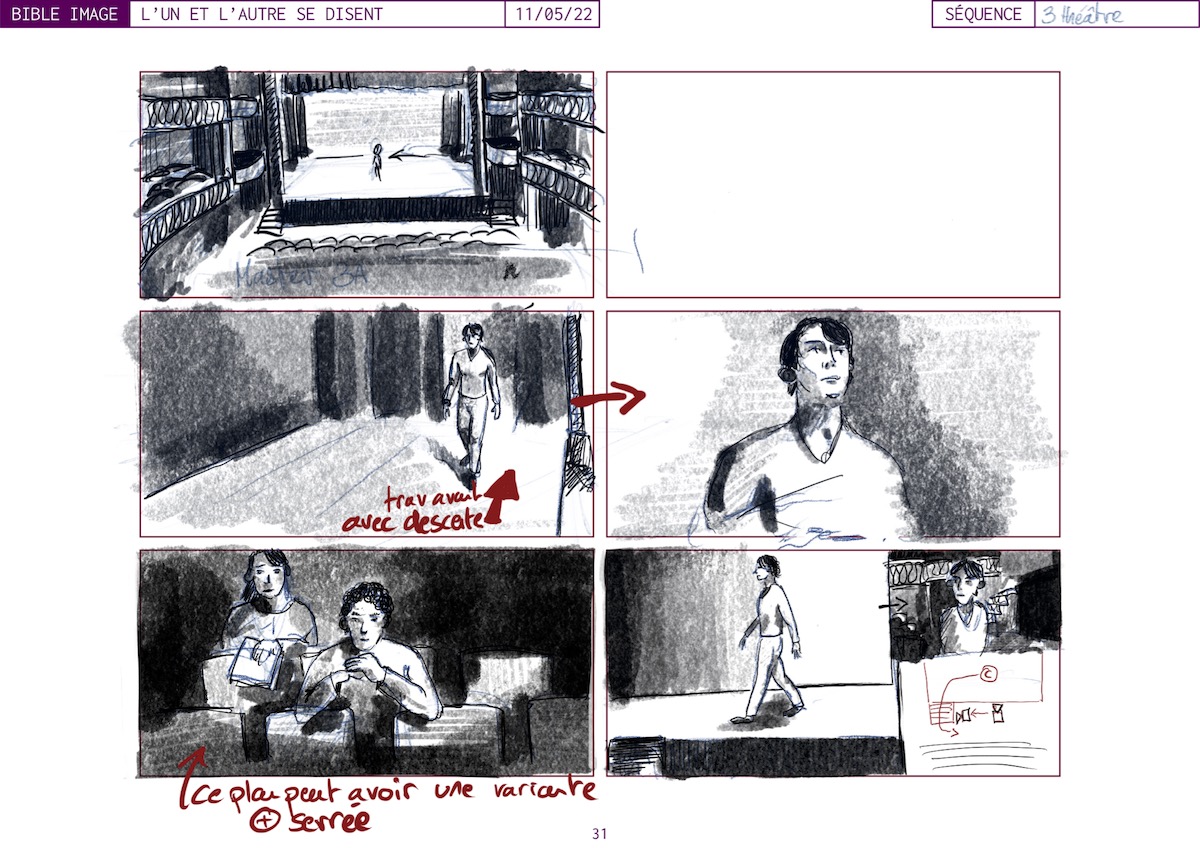 BIBLE IMAGE
L'UN ET L'AUTRE SE DISENT
11/05/22
SÉQUENCE
3 théâtre
Master 3A
trav avant
avec descente
ce plan peut avoir une variante
+ serrée
C
31